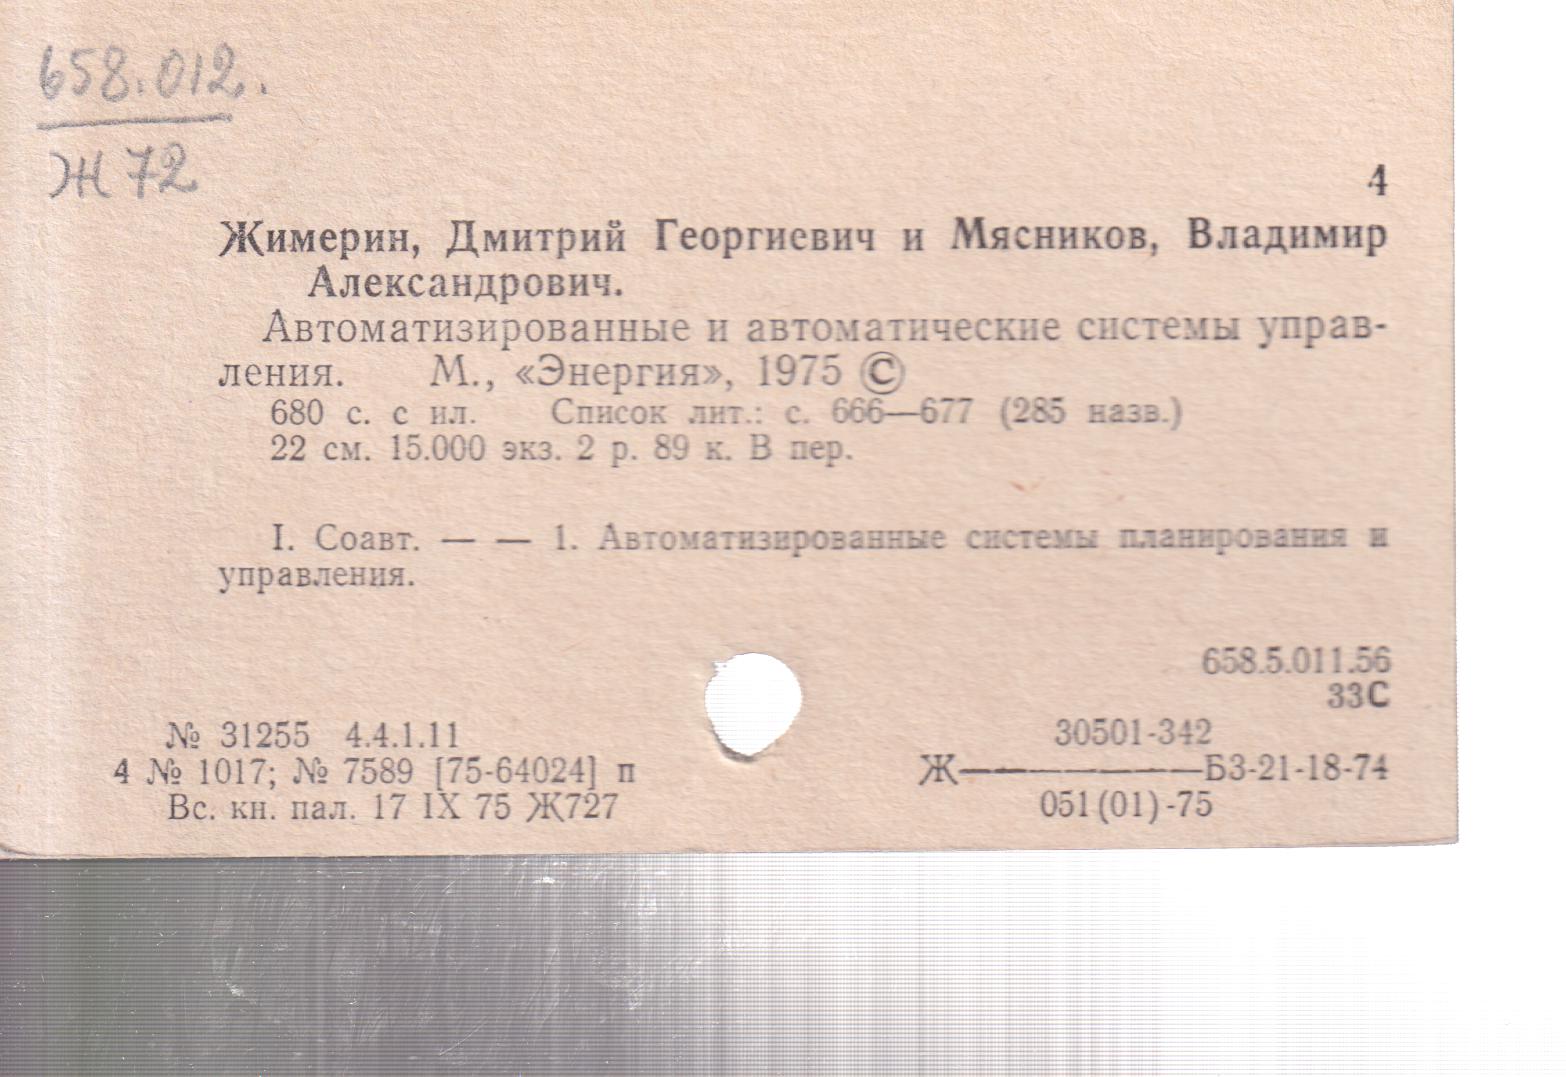 658.012.
Ж 72
4
Жимерин, Дмитрий Георгиевич и Мясников, Владимир
Александрович.
Автоматизированные и автоматические системы управ-
ления. М., «Энергия», 1975 ©
680 с. с ил. Список лит.: с. 666—677 (285 назв.)
22 см. 15.000 экз. 2 р. 89 к. В пер.
I. Соавт. — — 1. Автоматизированные системы планирования и
управления.
658.5.011.56
33С
№ 31255 4.4.1.11
4 № 1017; № 7589 [75-64024] п
Вс. кн. пал. 17 IX 75 Ж727
30501-342
Ж————————БЗ-21-18-74
051(01)-75